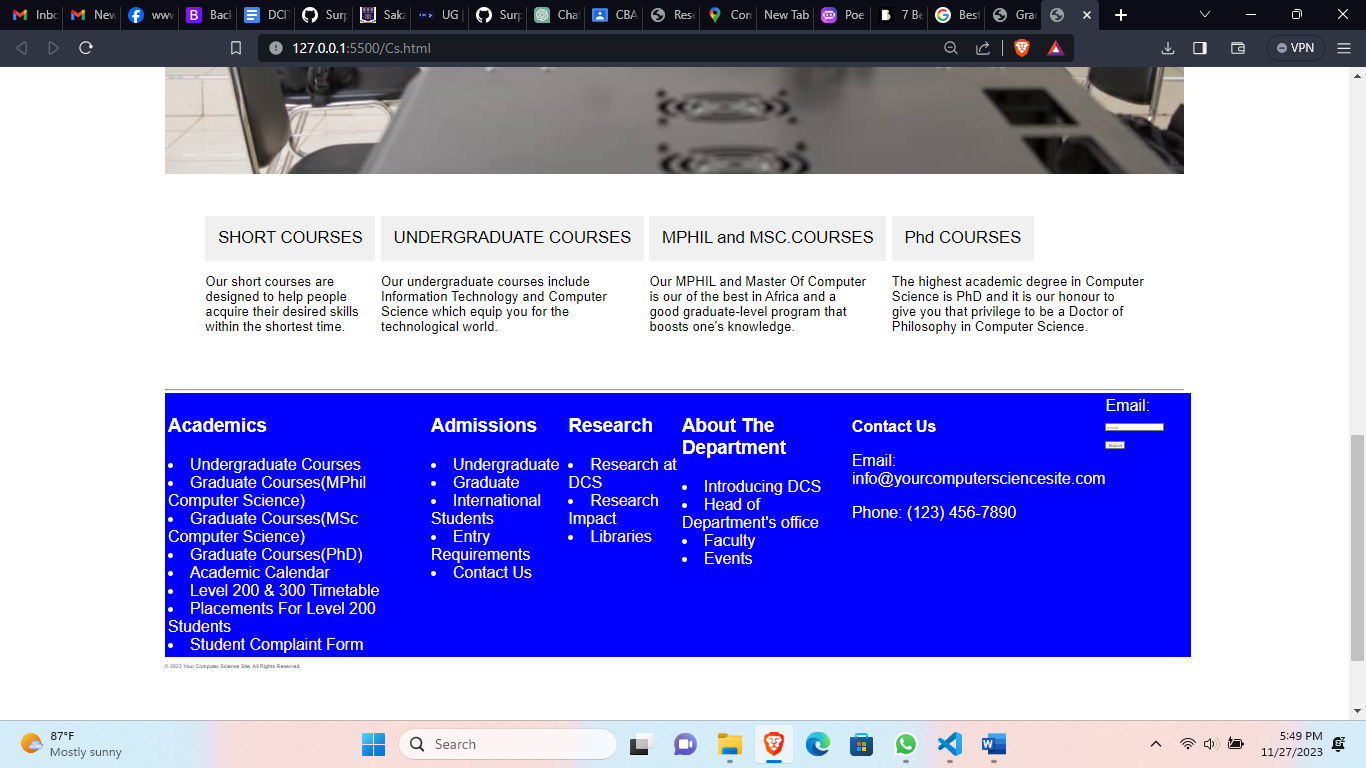 Inbo
New
www
Back
DCIT
Surp
Saka
UG
Surp
Chat
CBA
Rese
Con
New Tab
Poe
7 Be
Best
Grac
127.0.0.1:5500/Cs.html
VPN
SHORT COURSES
UNDERGRADUATE COURSES
MPHIL and MSC.COURSES
Phd COURSES
Our short courses are
designed to help people
acquire their desired skills
within the shortest time.
Our undergraduate courses include
Information Technology and Computer
Science which equip you for the
technological world.
Our MPHIL and Master Of Computer
is our of the best in Africa and a
good graduate-level program that
boosts one's knowledge.
The highest academic degree in Computer
Science is PhD and it is our honour to
give you that privilege to be a Doctor of
Philosophy in Computer Science.
Academics
• Undergraduate Courses
• Graduate Courses(MPhil
Computer Science)
• Graduate Courses(MSc
Computer Science)
• Graduate Courses(PhD)
• Academic Calendar
• Level 200 & 300 Timetable
• Placements For Level 200
Students
• Student Complaint Form
Admissions
• Undergraduate
• Graduate
• International
Students
• Entry
Requirements
• Contact Us
Research
• Research at
DCS
• Research
Impact
• Libraries
About The
Department
• Introducing DCS
• Head of
Department's office
• Faculty
• Events
Contact Us
Email:
info@yourcomputersciencesite.com
Phone: (123) 456-7890
Email:
email
Submit
© 2023 Your Computer Science Site. All Rights Reserved.
87°F
Mostly sunny
Search
5:49 PM
11/27/2023